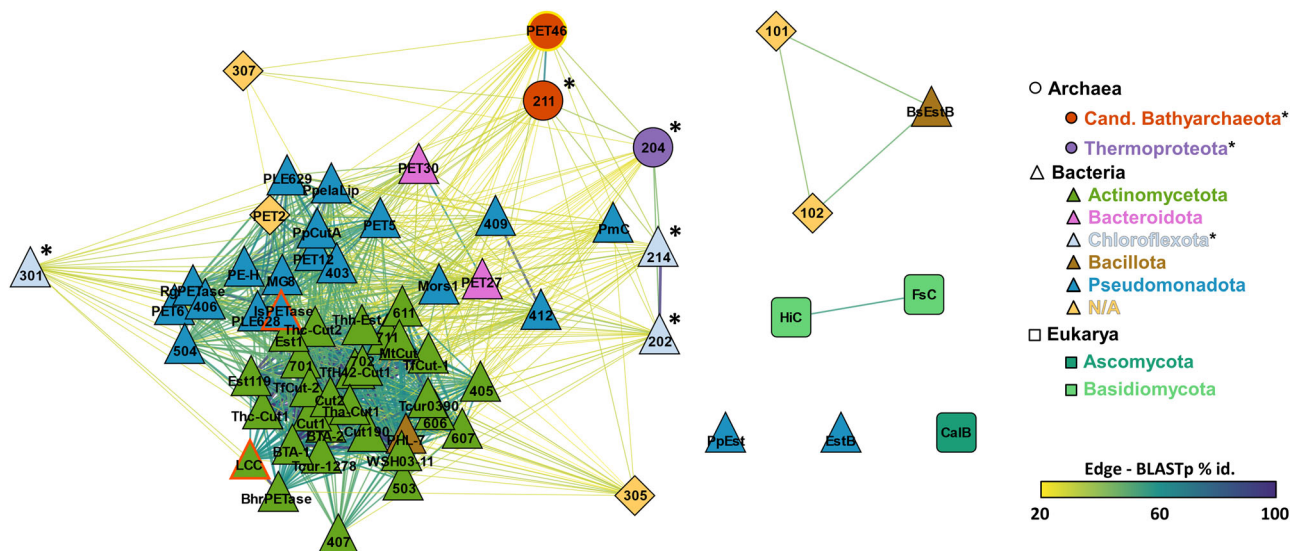 PET46
101
307
*
211
BsEstB
*
204
PET30
PLE629
PpelaLip
102
PET2
PET5
409
PmC
*
PpCutA
214
*
301
PET12
403
PE-H
MG8
PET27
Mors1
RgPETase
406
PET6
PLE628
IsPETase
412
FsC
HiC
*
202
611
Thh-Est
Thc-Cut2
504
Est1
711
MtCut
701
702
TfCut-1
TfH42-Cut1
Est119
TfCut-2
405
Cut2
Tcur0390
Tha-Cut1
Thc-Cut1
Cut1
606
607
Cut190
BTA-2
PHL-7
PpEst
EstB
CalB
BTA-1
LCC
Tcur-1278
WSH03-11
503
BhrPETase
305
407
Archaea
Cand. Bathyarchaeota*
Thermoproteota*
Bacteria
Actinomycetota
Bacteroidota
Chloroflexota*
Bacillota
Pseudomonadota
N/A
Eukarya
Ascomycota
Basidiomycota
Edge - BLASTp % id.
20 60 100